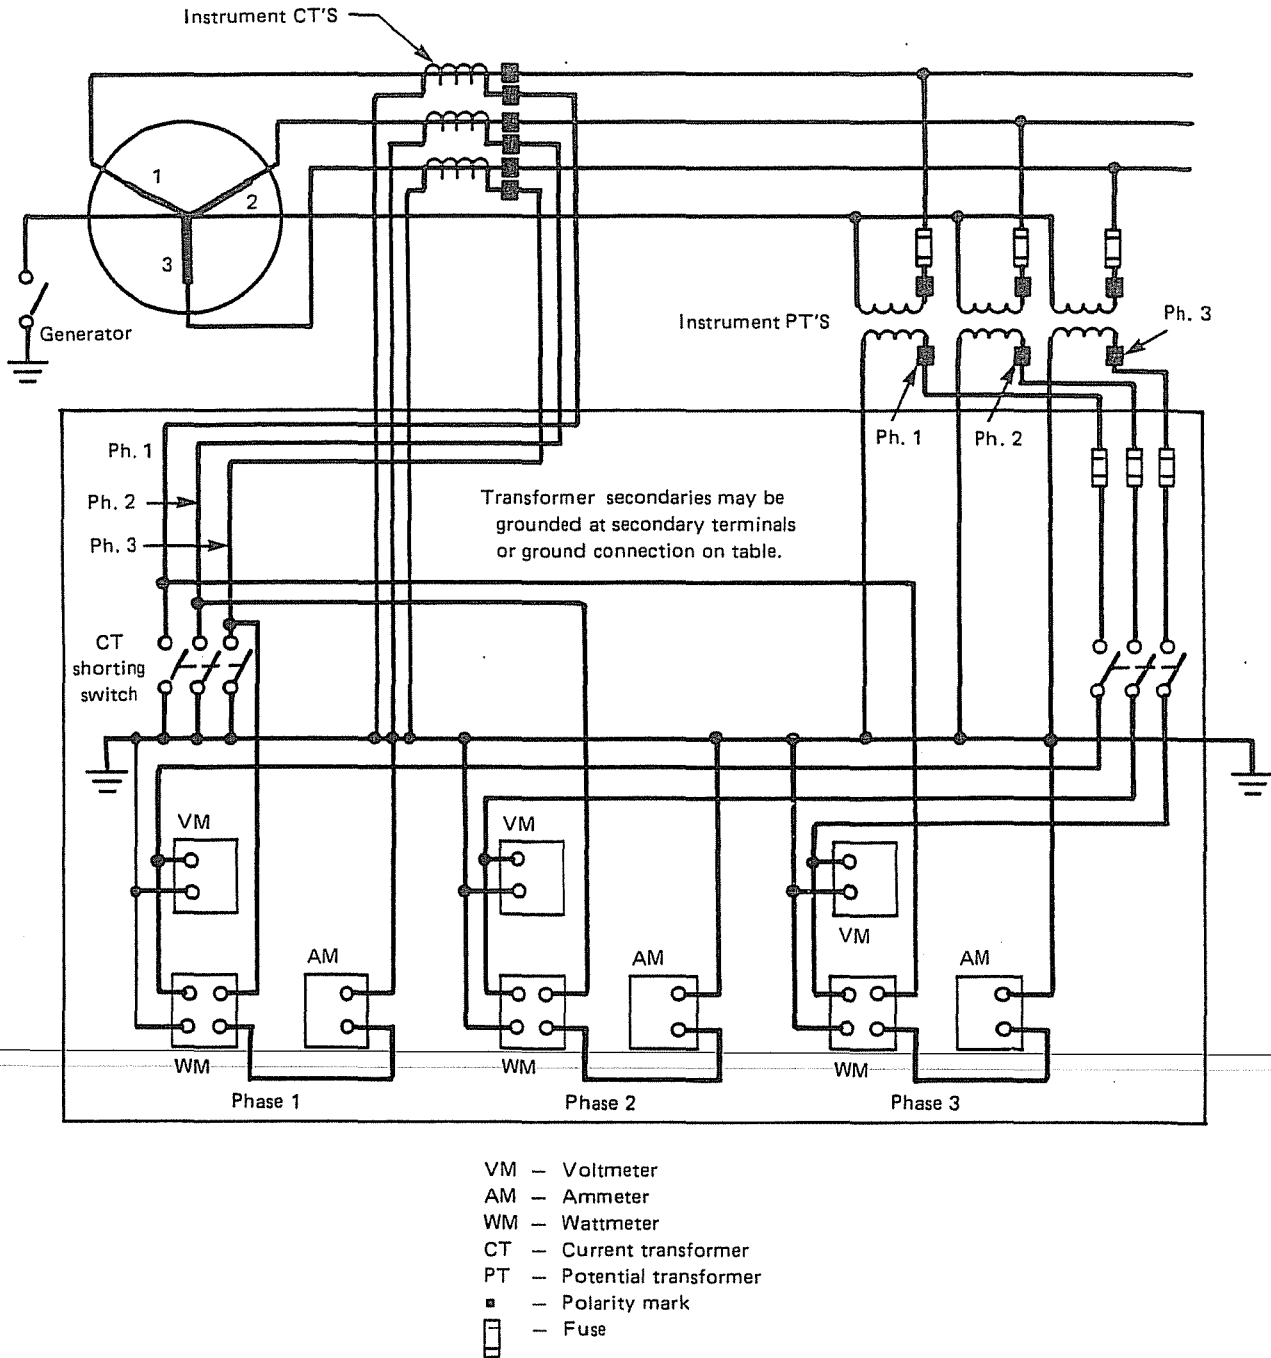 Instrument CT'S
1
2
3
Generator
Instrument PT'S
Ph. 3
Ph. 1
Ph. 2
Ph. 1
Ph. 2
Ph. 3
Transformer secondaries may be
grounded at secondary terminals
or ground connection on table.
CT
shorting
switch
VM
VM
VM
AM
AM
AM
WM
WM
WM
Phase 1
Phase 2
Phase 3
VM – Voltmeter
AM – Ammeter
WM – Wattmeter
CT – Current transformer
PT – Potential transformer
– Polarity mark
– Fuse